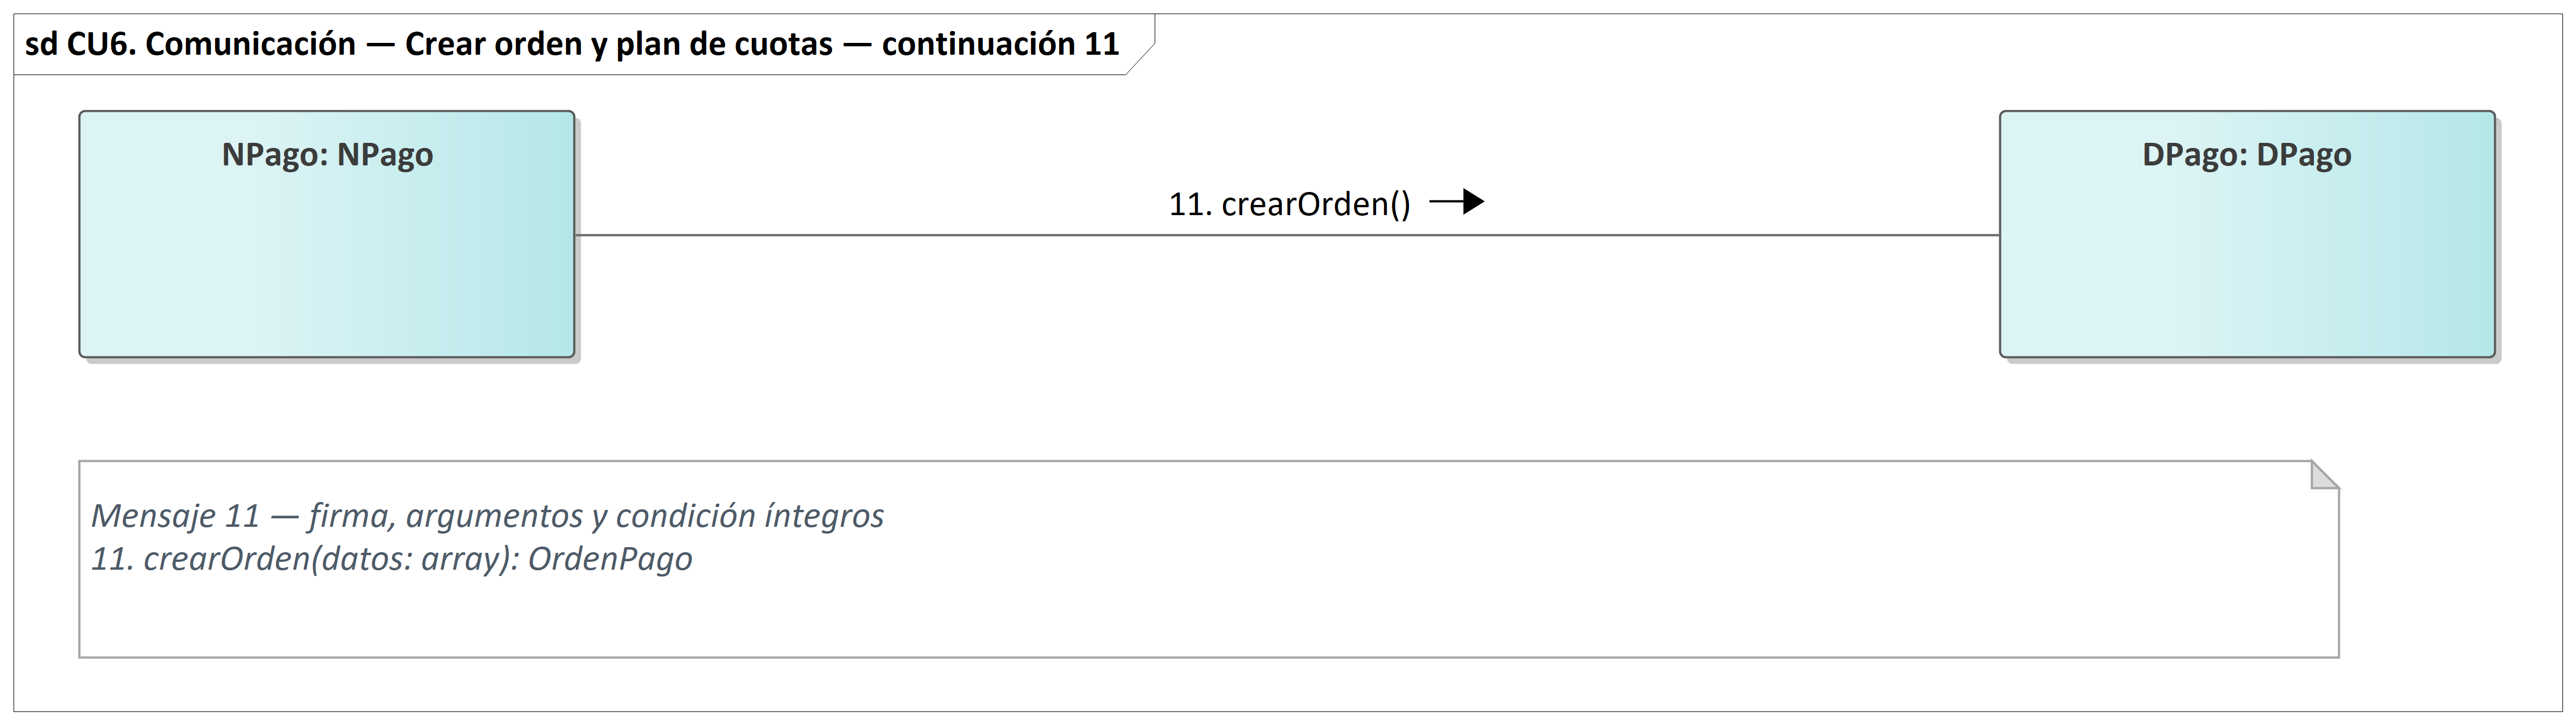 sd CU6. Comunicación — Crear orden y plan de cuotas — continuación 11
NPago: NPago
DPago: DPago
11. crearOrden()
Mensaje 11 — firma, argumentos y condición íntegros
11. crearOrden(datos: array): OrdenPago